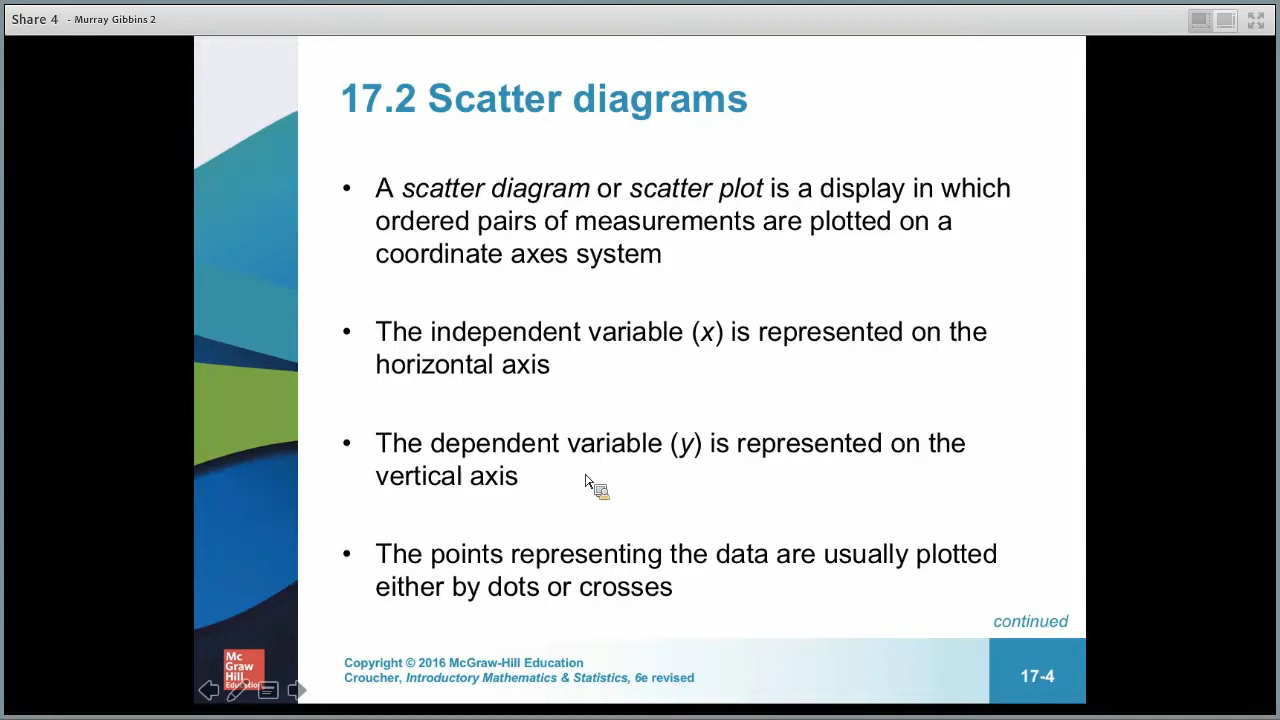 Share 4 - Murray Gibbins 2
17.2 Scatter diagrams
• A scatter diagram or scatter plot is a display in which
ordered pairs of measurements are plotted on a
coordinate axes system
• The independent variable (x) is represented on the
horizontal axis
• The dependent variable (y) is represented on the
vertical axis
• The points representing the data are usually plotted
either by dots or crosses
continued
Mc
Graw
Hill
Education
Copyright © 2016 McGraw-Hill Education
Croucher, Introductory Mathematics & Statistics, 6e revised
17-4